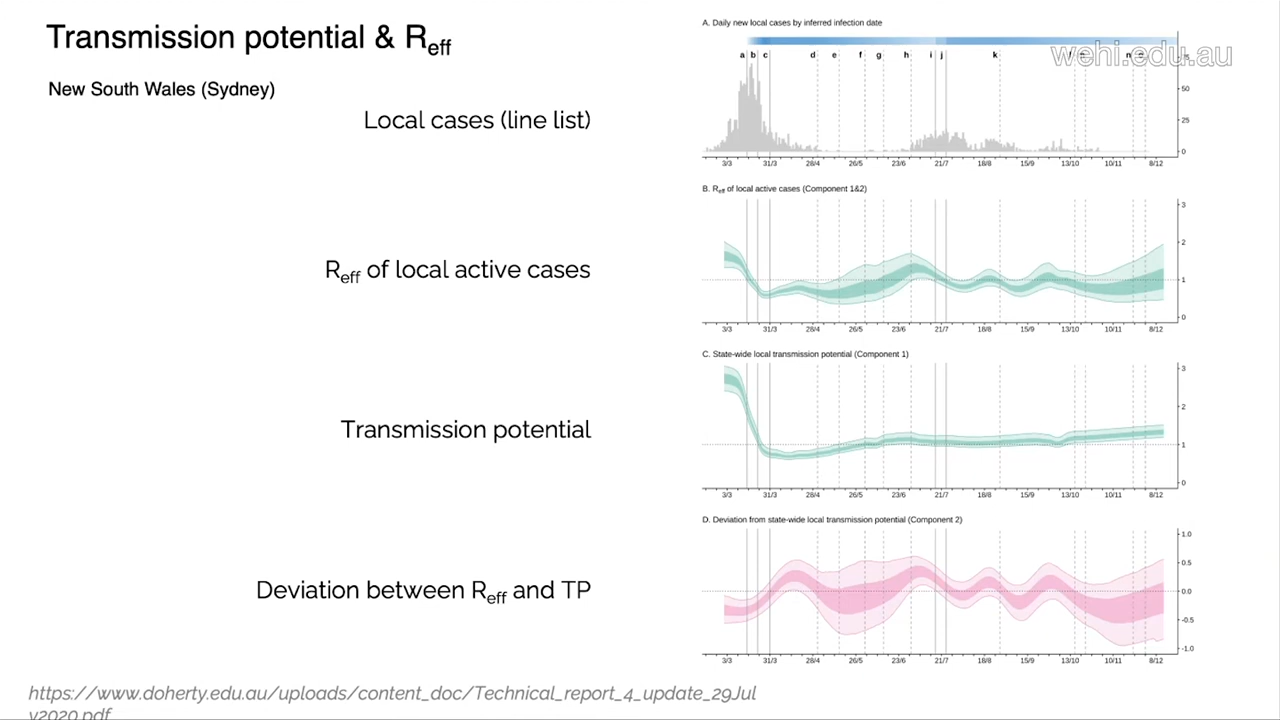 Transmission potential & Reff
New South Wales (Sydney)
Local cases (line list)
Reff of local active cases
Transmission potential
Deviation between Reff and TP
https://www.doherty.edu.au/uploads/content_doc/Technical_report_4_update_29Jul
y2020.pdf
wehi.edu.au
A. Daily new local cases by inferred infection date
a b c d e f g h i j k
50
25
0
3/3 31/3 28/4 26/5 23/6 21/7 18/8 15/9 13/10 10/11 8/12
B. Reff of local active cases (Component 1&2)
3
2
1
0
3/3 31/3 28/4 26/5 23/6 21/7 18/8 15/9 13/10 10/11 8/12
C. State-wide local transmission potential (Component 1)
3
2
1
0
3/3 31/3 28/4 26/5 23/6 21/7 18/8 15/9 13/10 10/11 8/12
D. Deviation from state-wide local transmission potential (Component 2)
1.0
0.5
0.0
-0.5
-1.0
3/3 31/3 28/4 26/5 23/6 21/7 18/8 15/9 13/10 10/11 8/12